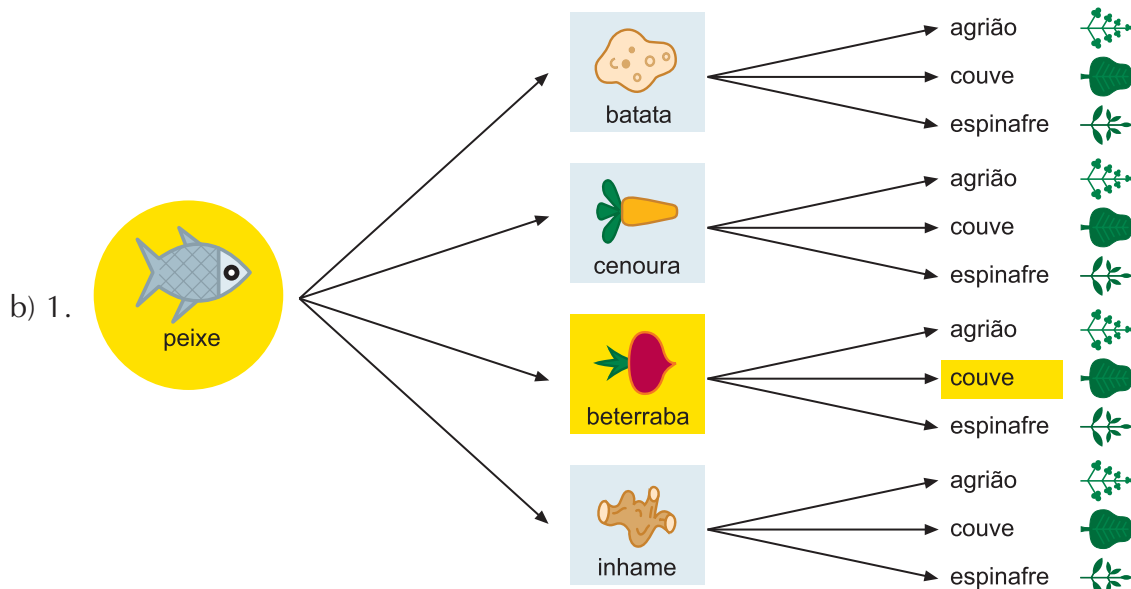 b) 1.
peixe
batata
agrião
couve
espinafre
cenoura
agrião
couve
espinafre
beterraba
agrião
couve
espinafre
inhame
agrião
couve
espinafre